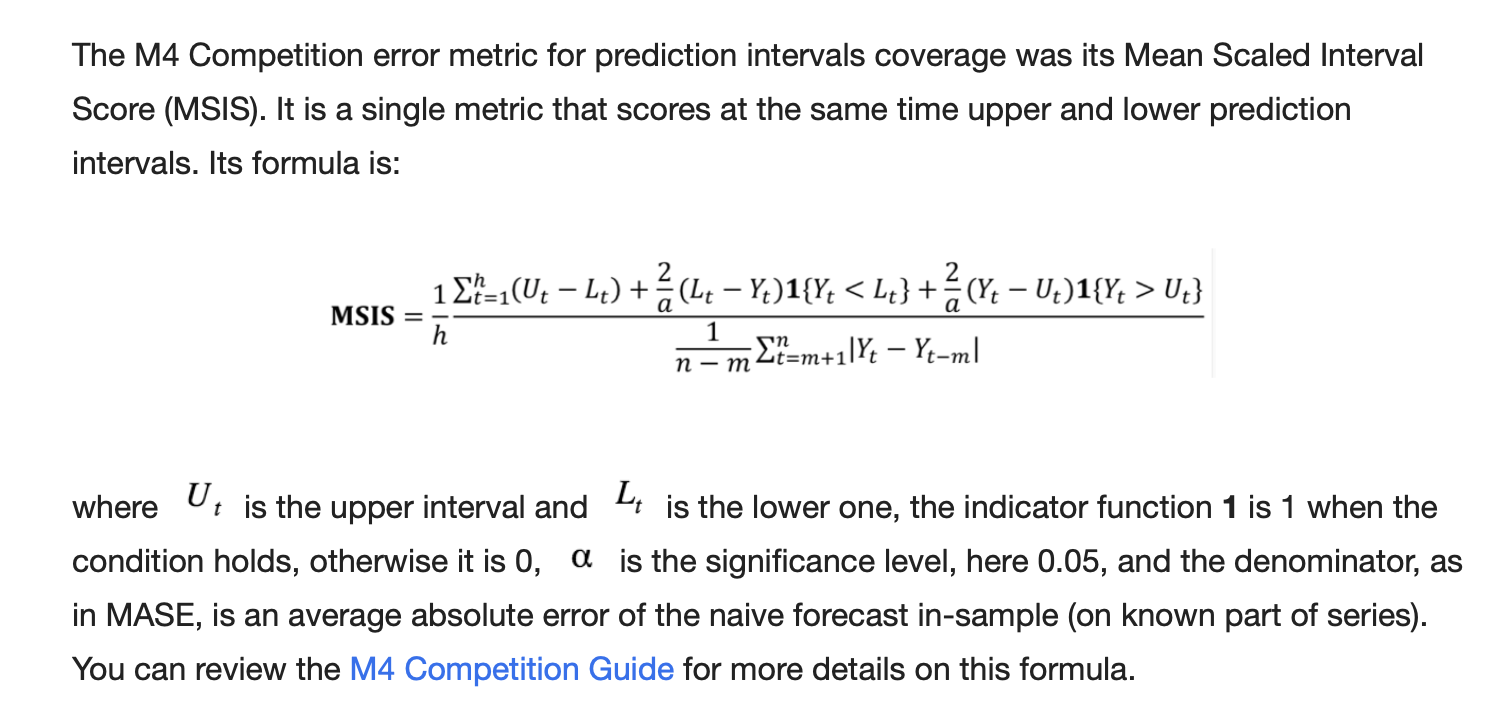 The M4 Competition error metric for prediction intervals coverage was its Mean Scaled Interval
Score (MSIS). It is a single metric that scores at the same time upper and lower prediction
intervals. Its formula is:
MSIS = \frac{1}{h} \frac{\sum_{t=1}^{h}(U_t − L_t) + \frac{2}{a}(L_t − Y_t)\mathbf{1}\{Y_t < L_t\} + \frac{2}{a}(Y_t − U_t)\mathbf{1}\{Y_t > U_t\}}{\frac{1}{n − m}\sum_{t=m+1}^{n}|Y_t − Y_{t−m}|}
where U_t is the upper interval and L_t is the lower one, the indicator function 1 is 1 when the
condition holds, otherwise it is 0, α is the significance level, here 0.05, and the denominator, as
in MASE, is an average absolute error of the naive forecast in-sample (on known part of series).
You can review the M4 Competition Guide for more details on this formula.